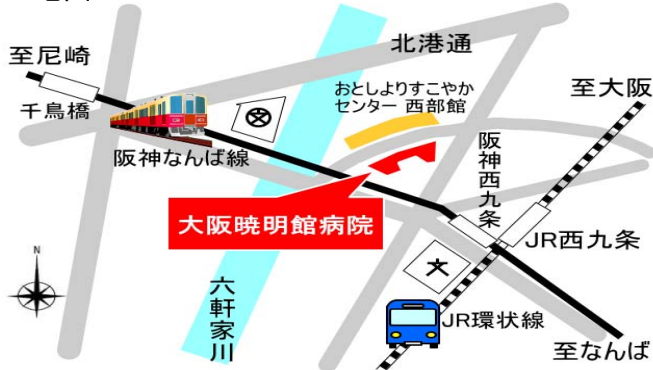 至尼崎
北港通
おとしよりすこやか
センター 西部館
至大阪
千鳥橋
阪神なんば線
阪神西九条
大阪暁明館病院
JR西九条
N
六軒家川
JR環状線
至なんば